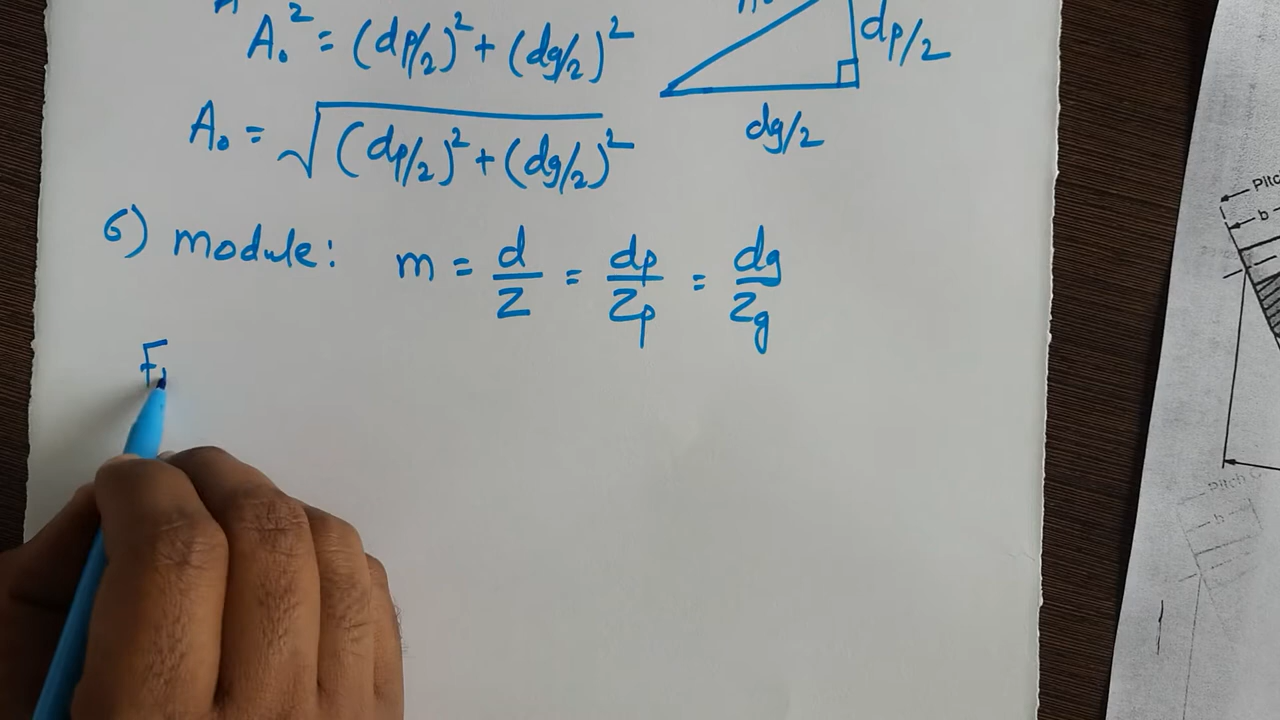 A₀² = (dp/2)² + (dg/2)²
dp/2
A₀ = √(dp/2)² + (dg/2)²
dg/2
6) module: m = d/z = dp/zp = dg/zg
b
Pitch
b